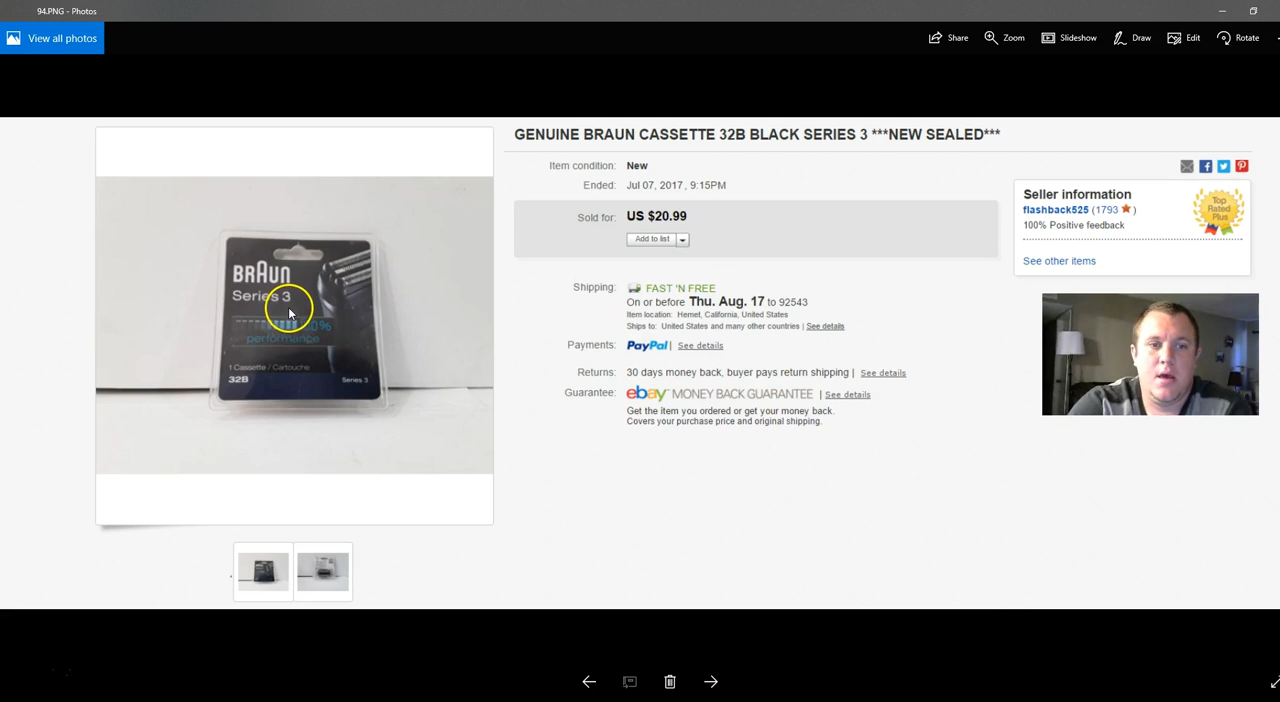 94.PNG - Photos
View all photos
Share
Zoom
Slideshow
Draw
Edit
Rotate
GENUINE BRAUN CASSETTE 32B BLACK SERIES 3 ***NEW SEALED***
Item condition: New
Ended: Jul 07, 2017 , 9:15PM
Sold for: US $20.99
Add to list
Shipping: FAST 'N FREE
On or before Thu. Aug. 17 to 92543
Item location: Hemet, California, United States
Ships to: United States and many other countries | See details
Payments: PayPal | See details
Returns: 30 days money back, buyer pays return shipping | See details
Guarantee: ebay MONEY BACK GUARANTEE | See details
Get the item you ordered or get your money back.
Covers your purchase price and original shipping.
Seller information
flashback525 (1793 )
100% Positive feedback
See other items
Top
Rated
Plus
BRAUN
Series 3
performance
1 Cassette / Cartouche
32B
Series 3